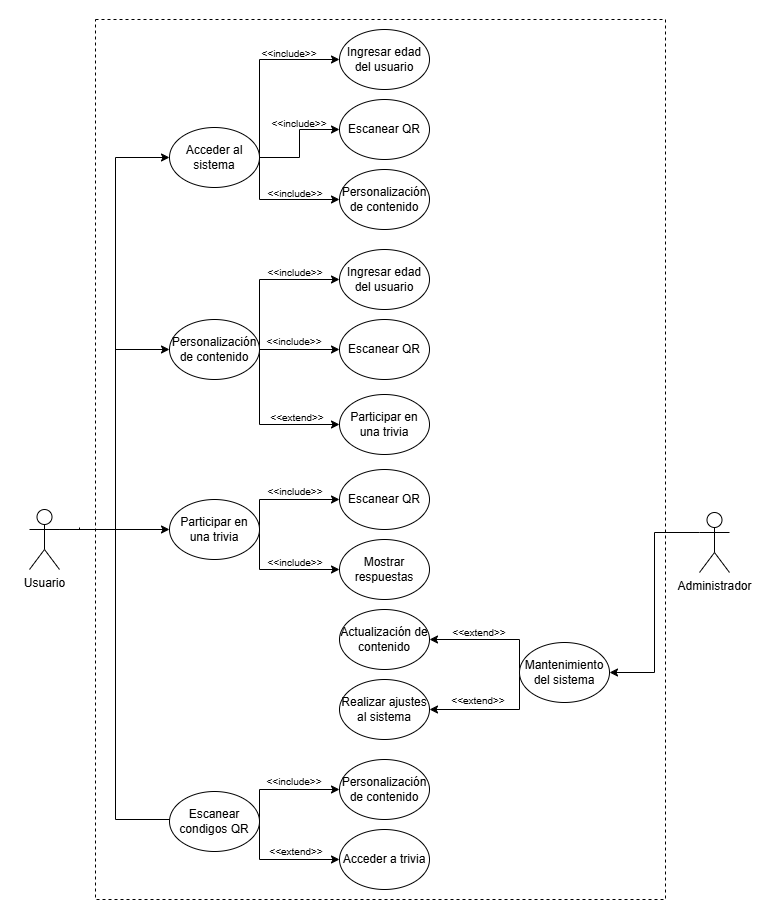 <<include>>
Ingresar edad
del usuario
<<include>>
Escanear QR
Acceder al
sistema
<<include>>
Personalización
de contenido
<<include>>
Ingresar edad
del usuario
Personalización
de contenido
<<include>>
Escanear QR
<<extend>>
Participar en
una trivia
<<include>>
Escanear QR
Participar en
una trivia
<<include>>
Mostrar
respuestas
Usuario
Administrador
Actualización de
contenido
<<extend>>
Mantenimiento
del sistema
Realizar ajustes
al sistema
<<extend>>
<<include>>
Personalización
de contenido
Escanear
condigos QR
<<extend>>
Acceder a trivia